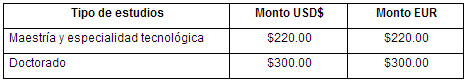 Tipo de estudios Monto USD$ Monto EUR
Maestría y especialidad tecnológica $220.00 $220.00
Doctorado $300.00 $300.00